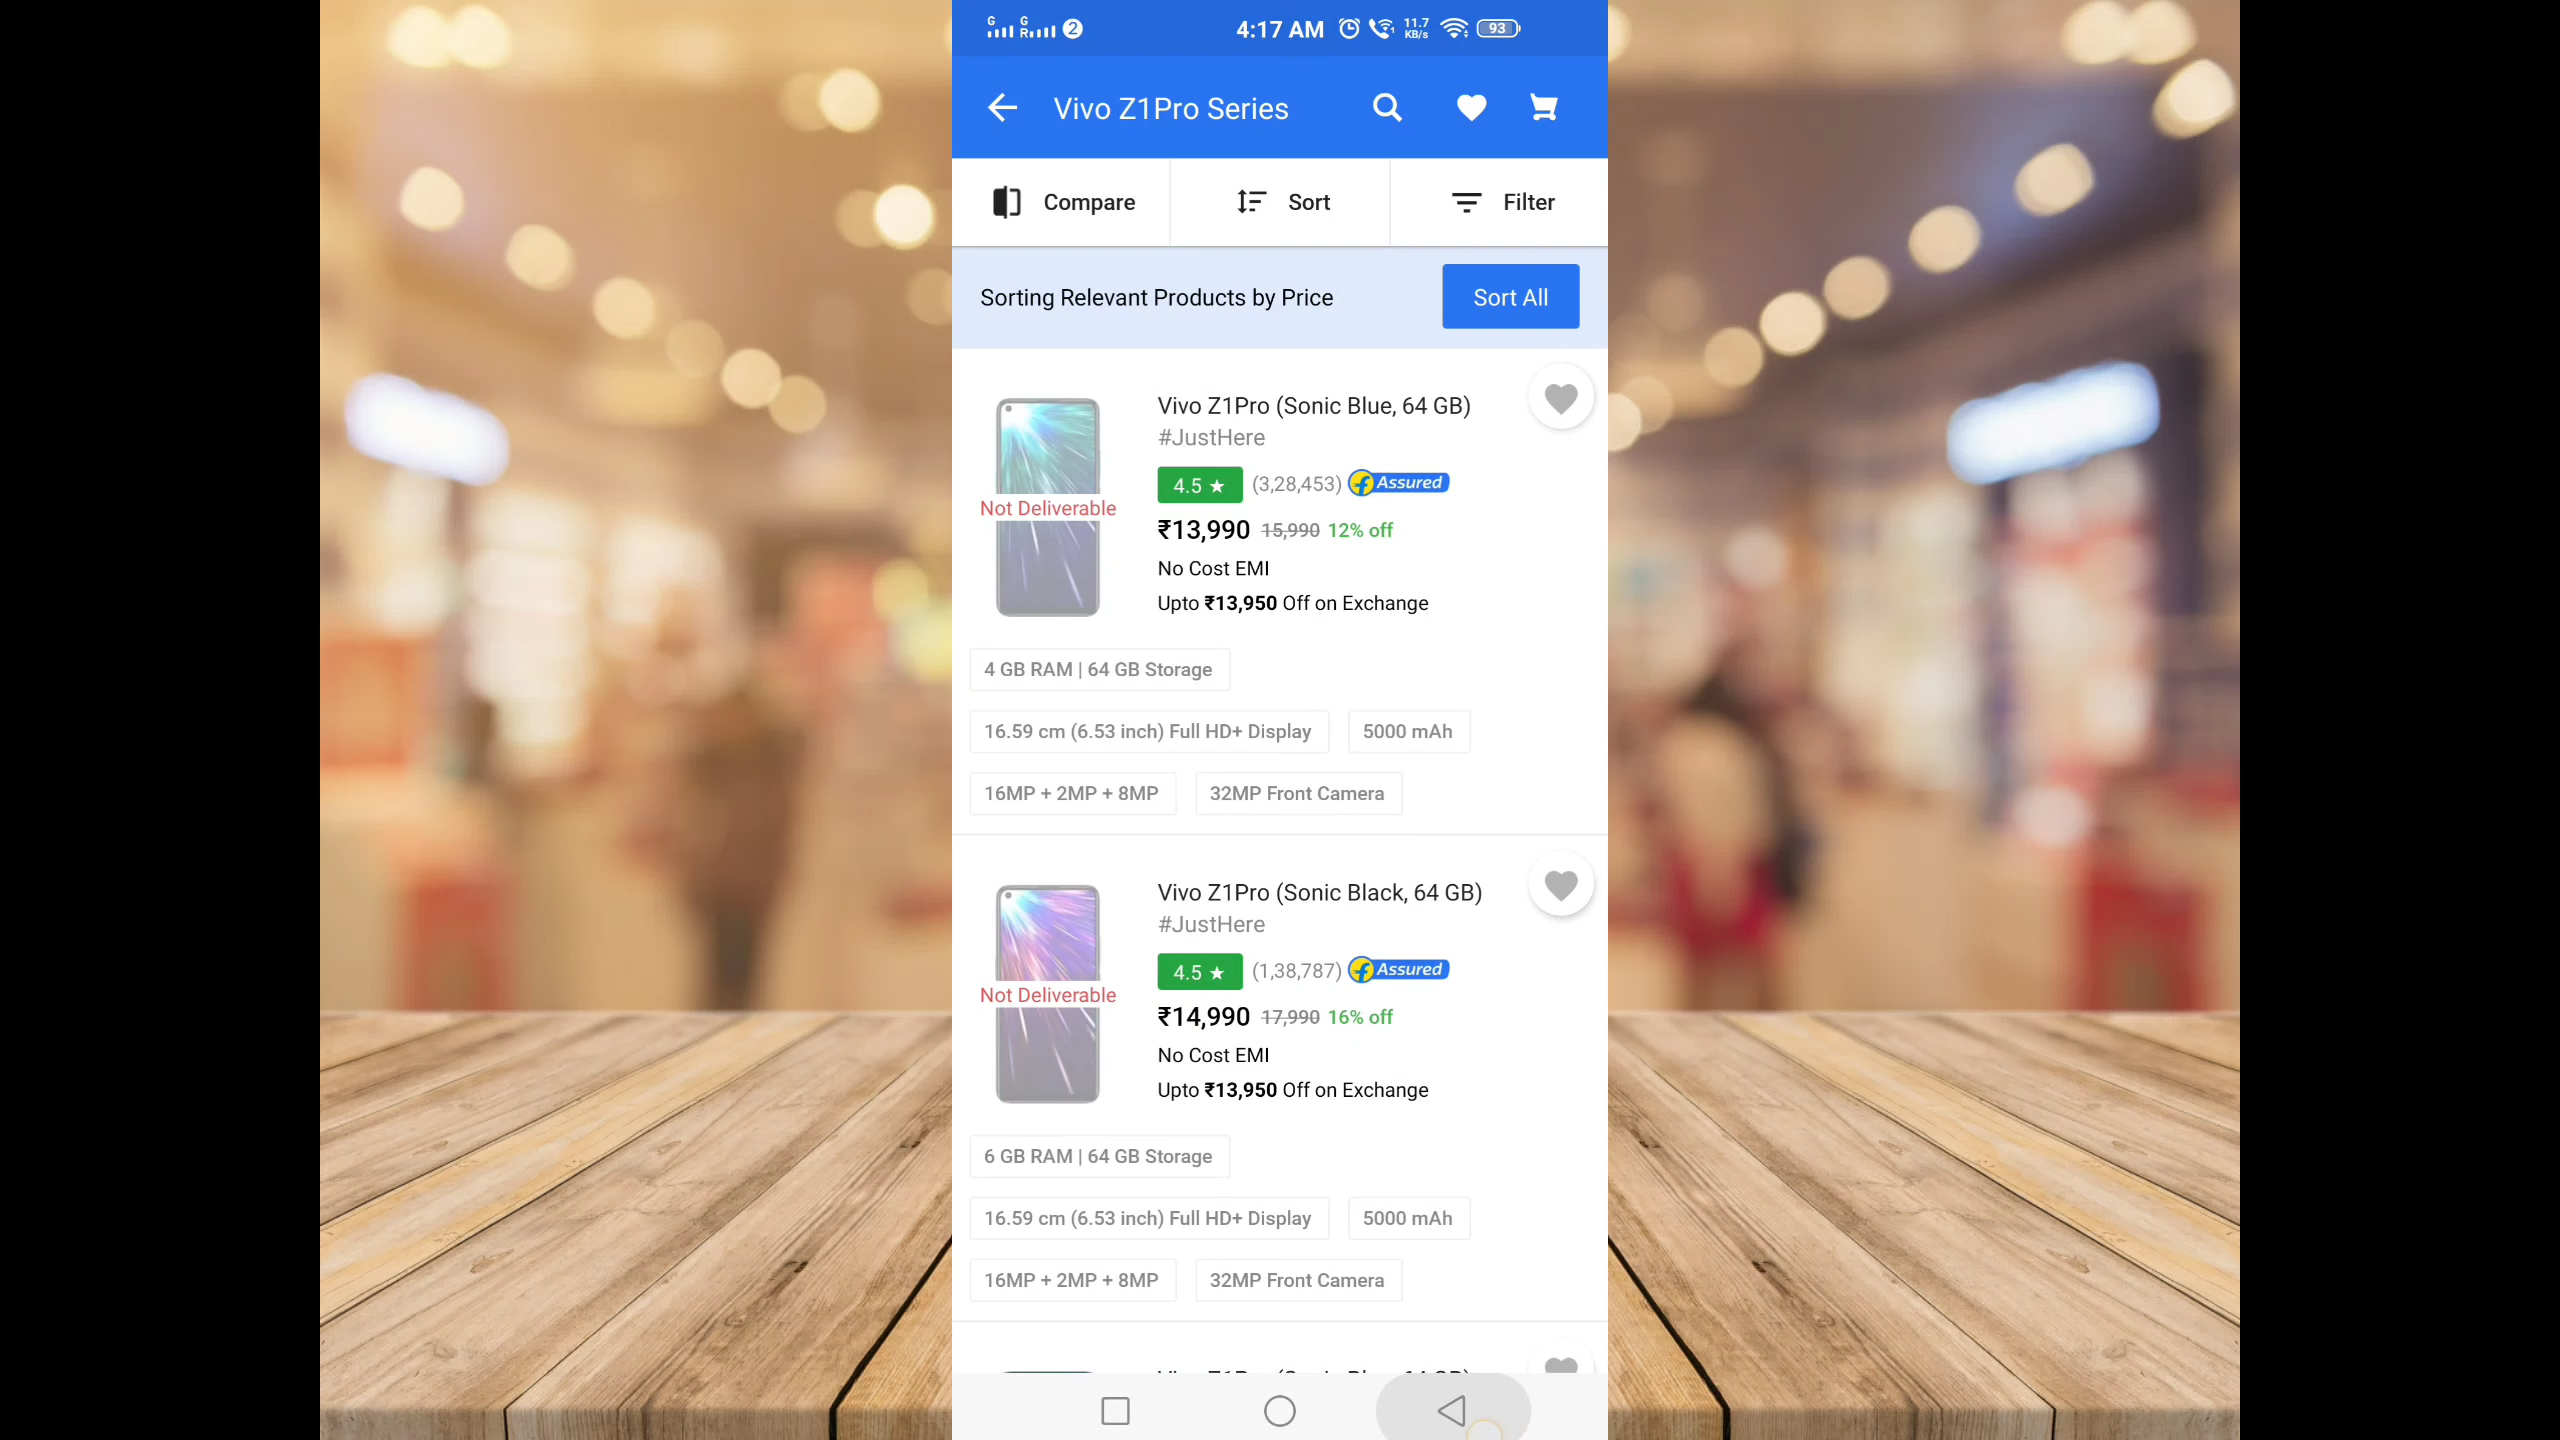 G G R 2 4:17 AM 11.7 KB/s 93
Vivo Z1Pro Series
Compare Sort Filter
Sorting Relevant Products by Price Sort All
Vivo Z1Pro (Sonic Blue, 64 GB)
#JustHere
4.5 ★ (3,28,453) Assured
Not Deliverable
₹13,990 15,990 12% off
No Cost EMI
Upto ₹13,950 Off on Exchange
4 GB RAM | 64 GB Storage
16.59 cm (6.53 inch) Full HD+ Display 5000 mAh
16MP + 2MP + 8MP 32MP Front Camera
Vivo Z1Pro (Sonic Black, 64 GB)
#JustHere
4.5 ★ (1,38,787) Assured
Not Deliverable
₹14,990 17,990 16% off
No Cost EMI
Upto ₹13,950 Off on Exchange
6 GB RAM | 64 GB Storage
16.59 cm (6.53 inch) Full HD+ Display 5000 mAh
16MP + 2MP + 8MP 32MP Front Camera